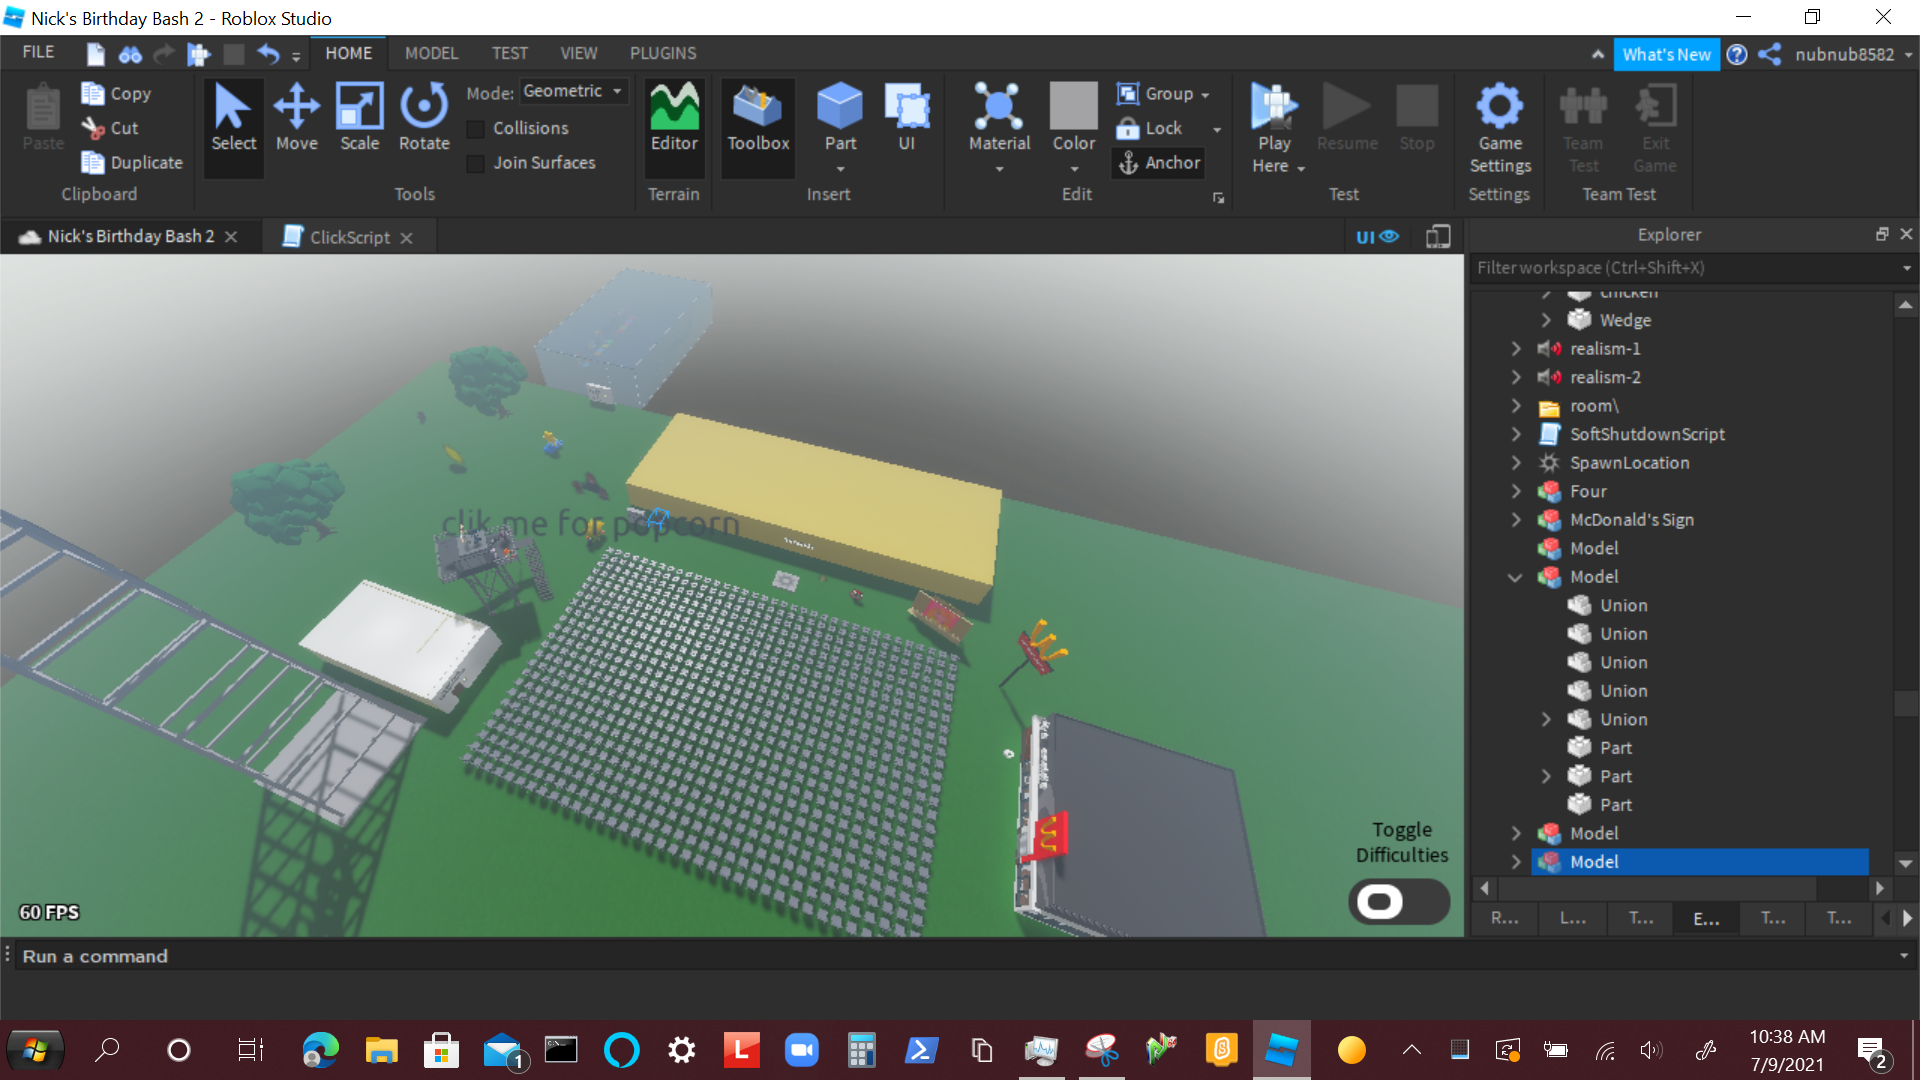 Nick's Birthday Bash 2 - Roblox Studio
FILE
HOME
MODEL
TEST
VIEW
PLUGINS
What's New
nubnub8582
Paste
Copy
Cut
Duplicate
Clipboard
Select
Move
Scale
Rotate
Mode: Geometric
Collisions
Join Surfaces
Tools
Editor
Terrain
Toolbox
Part
UI
Insert
Material
Color
Group
Lock
Anchor
Edit
Play Here
Resume
Stop
Test
Game Settings
Settings
Team Test
Exit Game
Team Test
Nick's Birthday Bash 2
ClickScript
UI
Explorer
Filter workspace (Ctrl+Shift+X)
chicken
Wedge
realism-1
realism-2
room\
SoftShutdownScript
SpawnLocation
Four
McDonald's Sign
Model
Model
Union
Union
Union
Union
Union
Part
Part
Part
Model
Model
clik me for popcorn
Toggle
Difficulties
60 FPS
R...
L...
T...
E...
T...
T...
Run a command
1
L
10:38 AM
7/9/2021
2